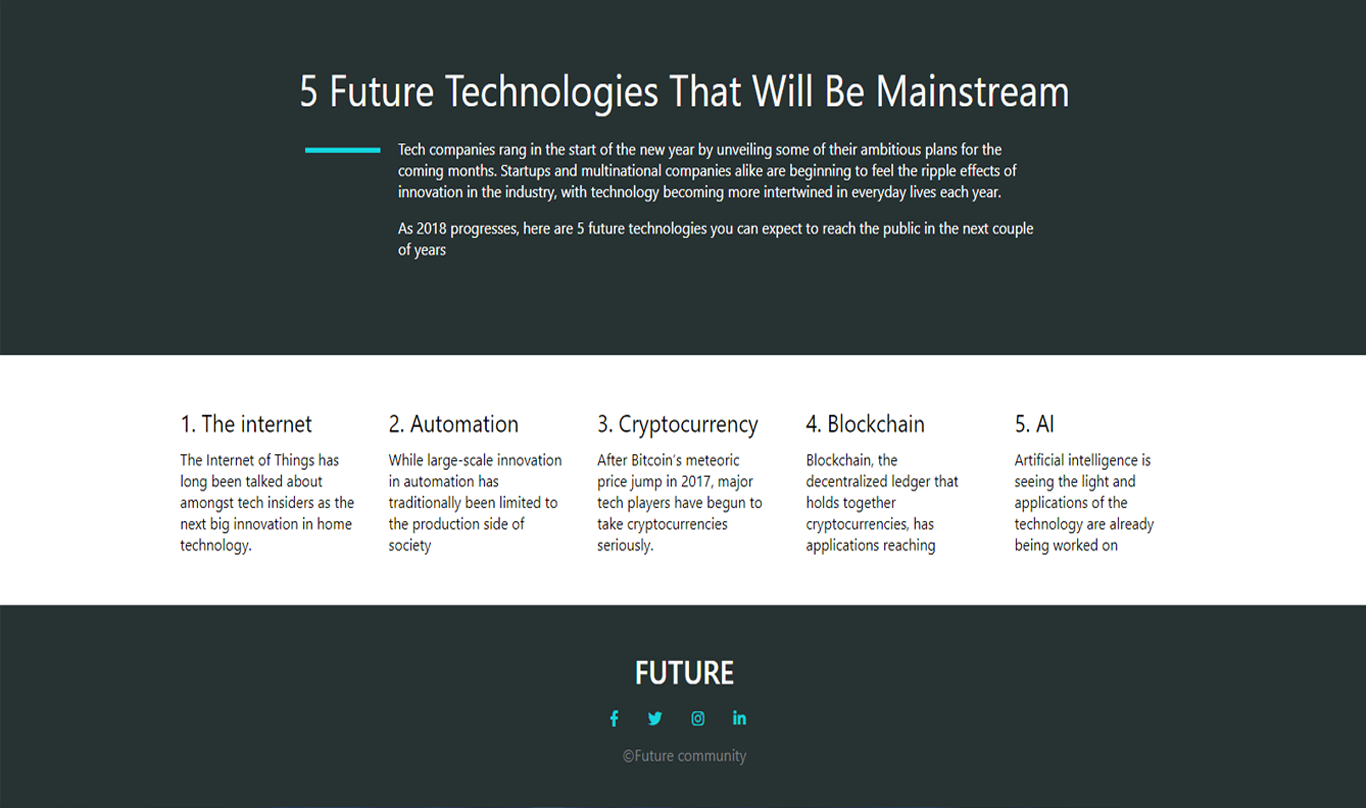 5 Future Technologies That Will Be Mainstream
Tech companies rang in the start of the new year by unveiling some of their ambitious plans for the
coming months. Startups and multinational companies alike are beginning to feel the ripple effects of
innovation in the industry, with technology becoming more intertwined in everyday lives each year.
As 2018 progresses, here are 5 future technologies you can expect to reach the public in the next couple
of years
1. The internet
The Internet of Things has
long been talked about
amongst tech insiders as the
next big innovation in home
technology.
2. Automation
While large-scale innovation
in automation has
traditionally been limited to
the production side of
society
3. Cryptocurrency
After Bitcoin’s meteoric
price jump in 2017, major
tech players have begun to
take cryptocurrencies
seriously.
4. Blockchain
Blockchain, the
decentralized ledger that
holds together
cryptocurrencies, has
applications reaching
5. AI
Artificial intelligence is
seeing the light and
applications of the
technology are already
being worked on
FUTURE
©Future community